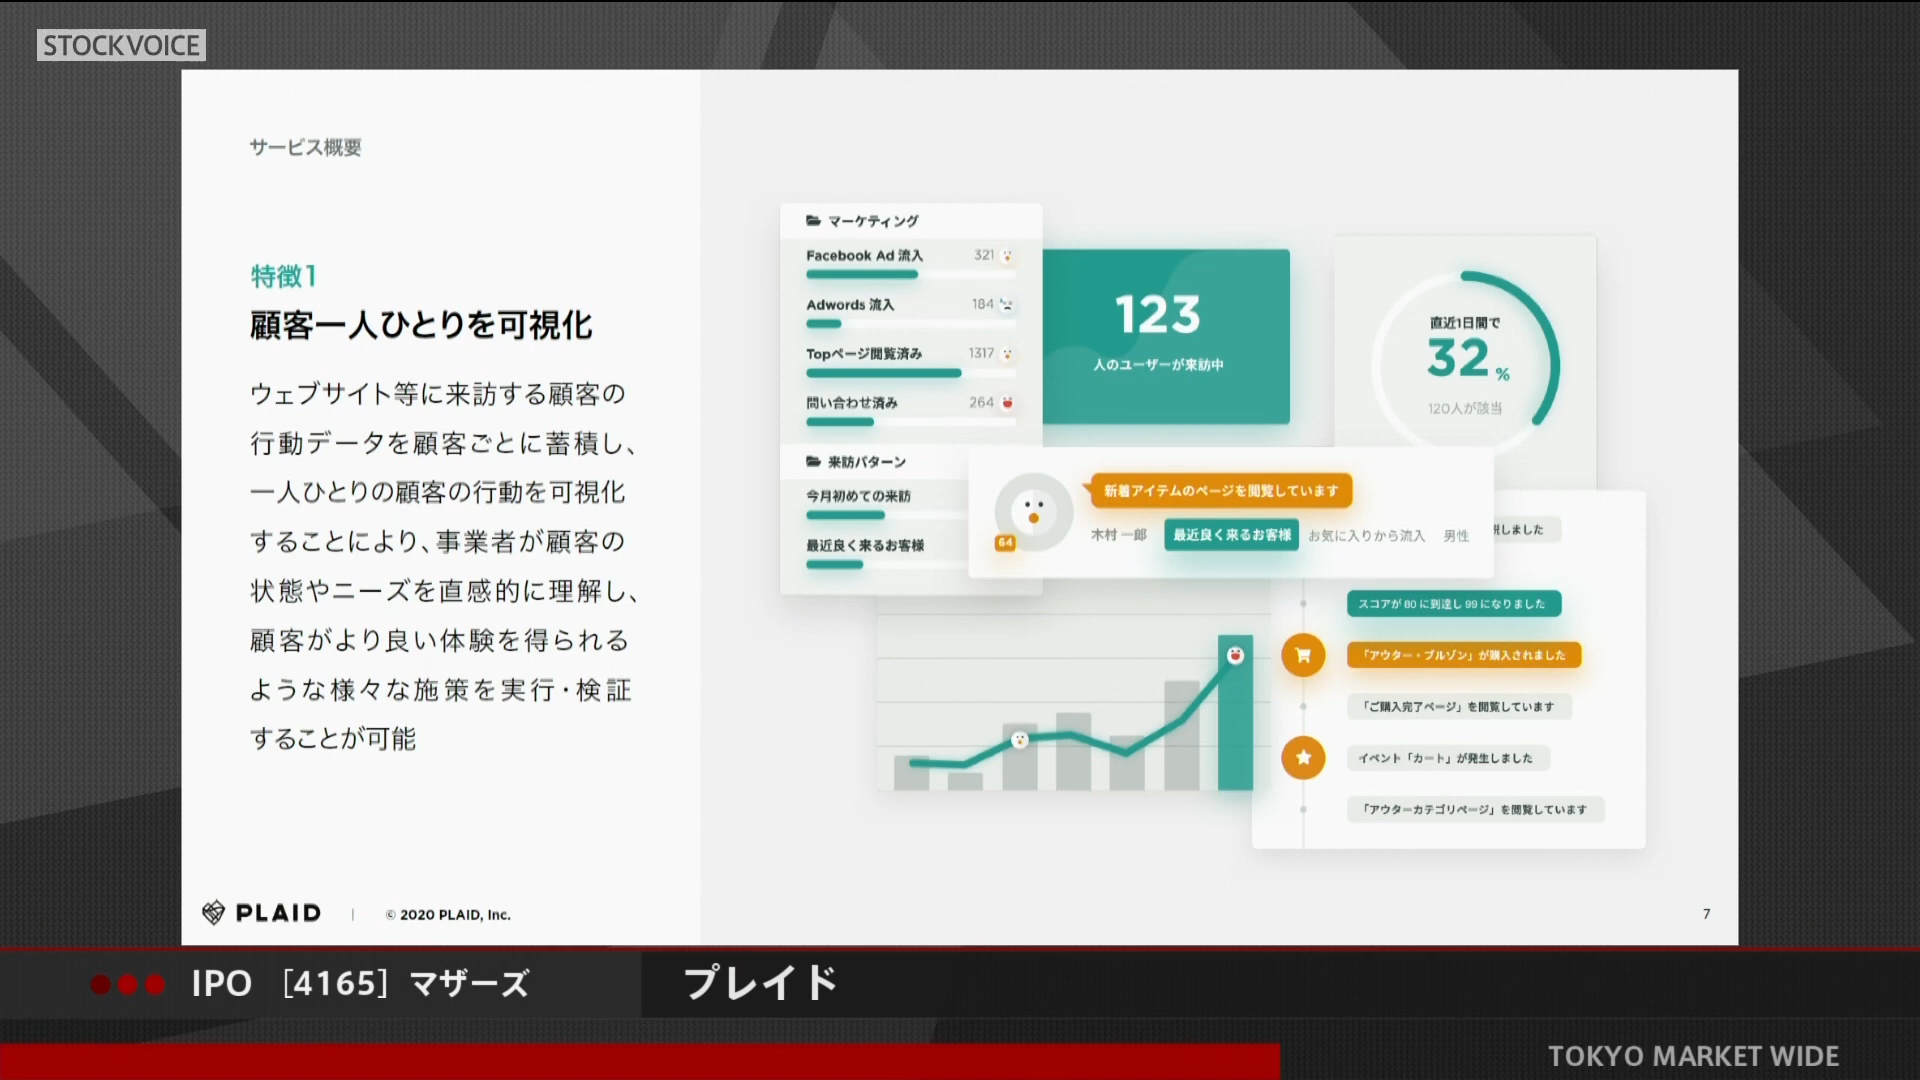 STOCKVOICE
サービス概要
特徴1
顧客一人ひとりを可視化
ウェブサイト等に来訪する顧客の
行動データを顧客ごとに蓄積し、
一人ひとりの顧客の行動を可視化
することにより、事業者が顧客の
状態やニーズを直感的に理解し、
顧客がより良い体験を得られる
ような様々な施策を実行・検証
することが可能
マーケティング
Facebook Ad 流入 321
Adwords 流入 184
Topページ閲覧済み 1317
問い合わせ済み 264
来訪パターン
今月初めての来訪
最近良く来るお客様
123
人のユーザーが来訪中
直近1日間で
32%
120人が該当
新着アイテムのページを閲覧しています
64
木村 一郎 最近良く来るお客様 お気に入りから流入 男性
しました
スコアが 80 に到達し 99 になりました
「アウター・ブルゾン」が購入されました
「ご購入完了ページ」を閲覧しています
イベント「カート」が発生しました
「アウターカテゴリページ」を閲覧しています
PLAID | © 2020 PLAID, Inc.
7
IPO [4165] マザーズ
プレイド
TOKYO MARKET WIDE